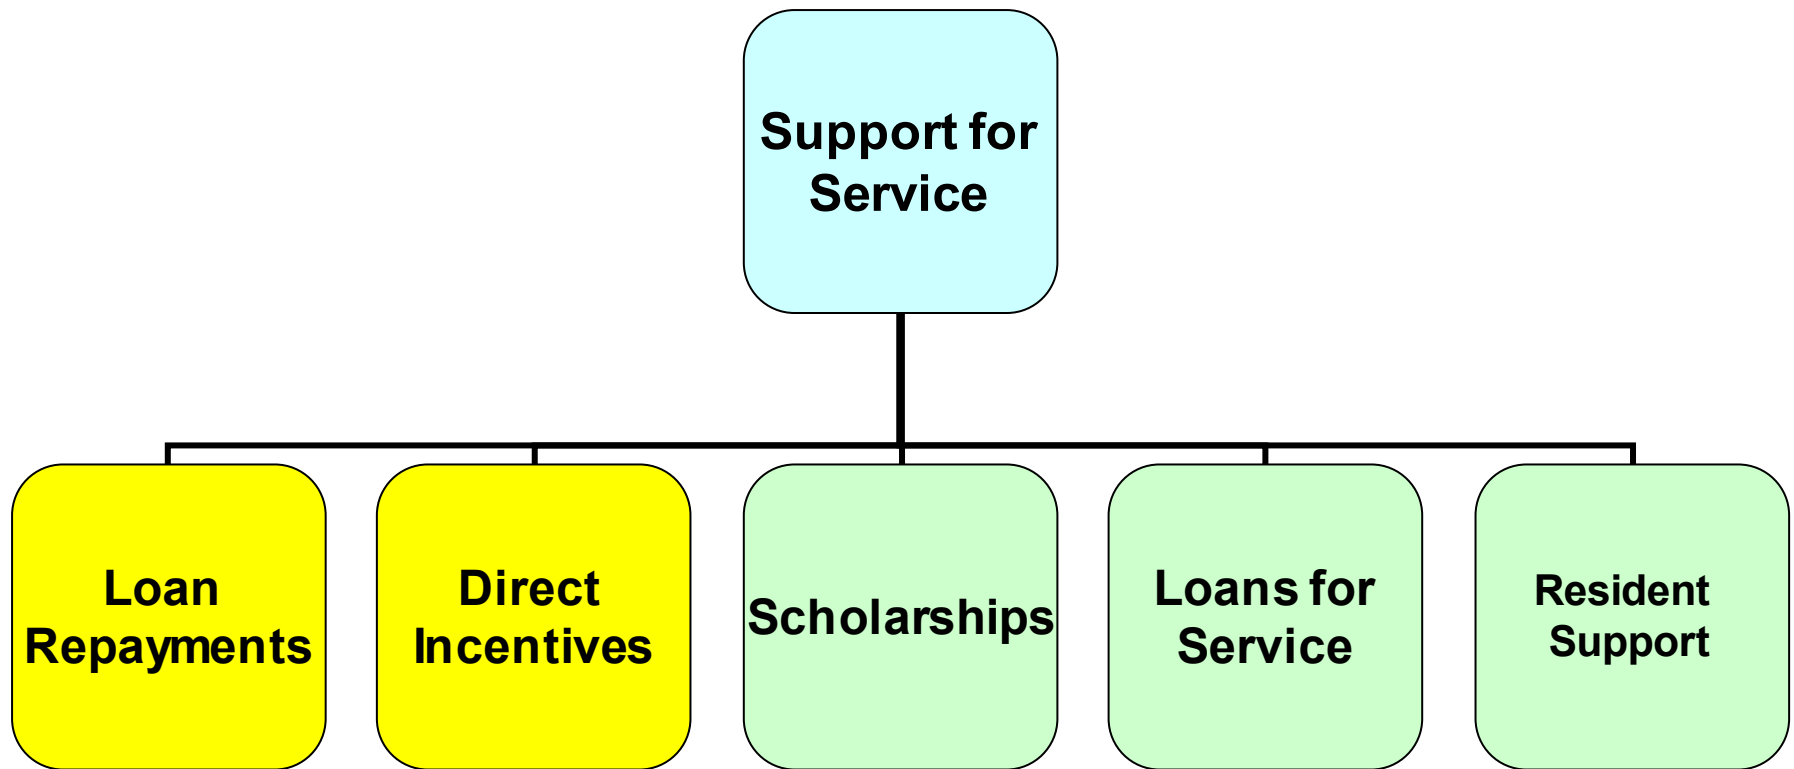 Support for
Service
Loan
Repayments
Direct
Incentives
Scholarships
Loans for
Service
Resident
Support